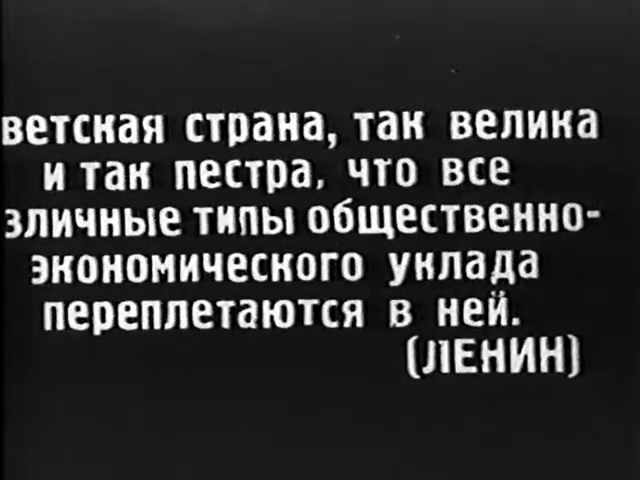 ветская страна, так велика
и так пестра, что все
зличные типы общественно-
экономического уклада
переплетаются в ней.
(ЛЕНИН)